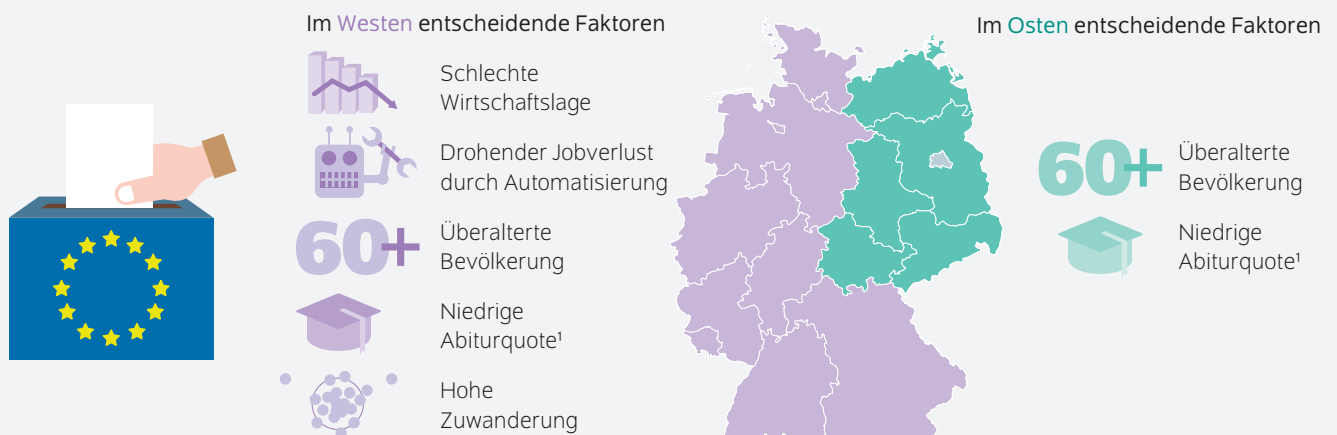 Im Westen entscheidende Faktoren
Schlechte
Wirtschaftslage
Drohender Jobverlust
durch Automatisierung
60+
Überalterte
Bevölkerung
Niedrige
Abiturquote¹
Hohe
Zuwanderung
Im Osten entscheidende Faktoren
60+
Überalterte
Bevölkerung
Niedrige
Abiturquote¹